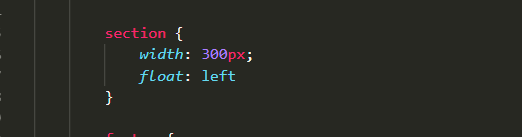 section {
width: 300px;
float: left
}